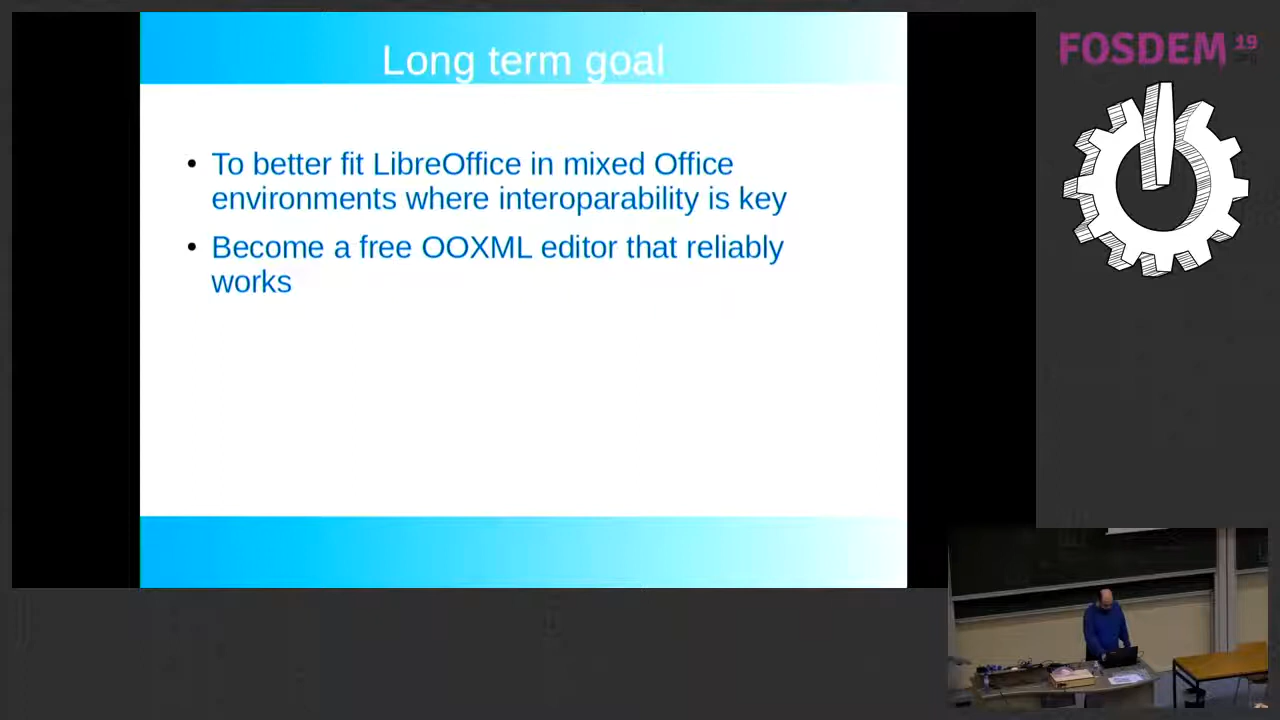 Long term goal
FOSDEM 19
.org
• To better fit LibreOffice in mixed Office
environments where interoparability is key
• Become a free OOXML editor that reliably
works